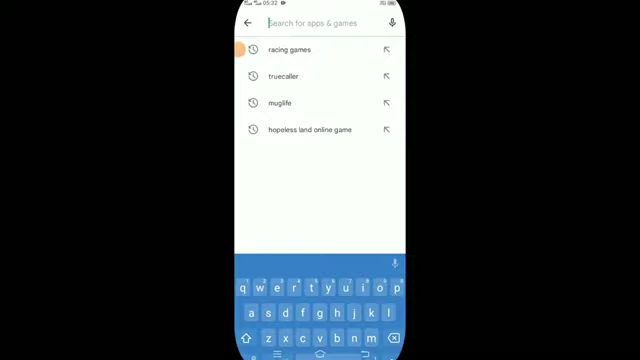 05:32
Search for apps & games
racing games
truecaller
muglife
hopeless land online game
q w e r t y u i o p
a s d f g h j k l
z x c v b n m